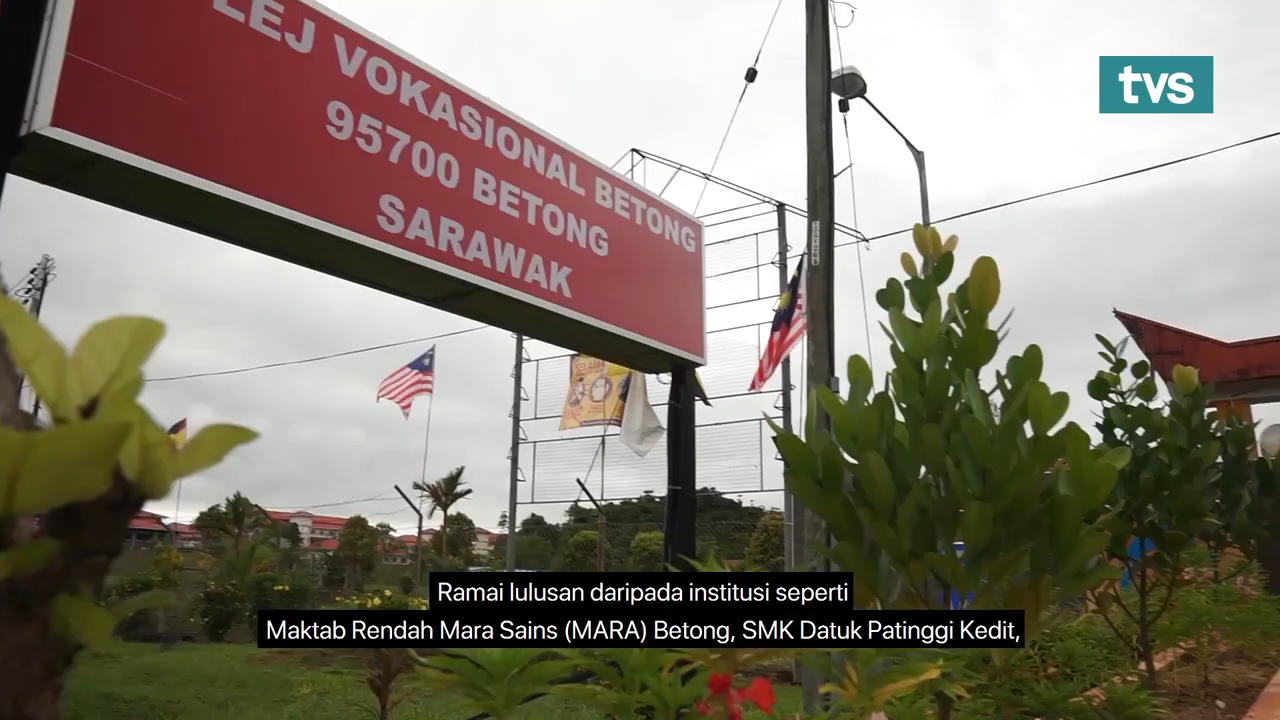 LEJ VOKASIONAL BETONG
95700 BETONG
SARAWAK
tvs
Ramai lulusan daripada institusi seperti
Maktab Rendah Mara Sains (MARA) Betong, SMK Datuk Patinggi Kedit,